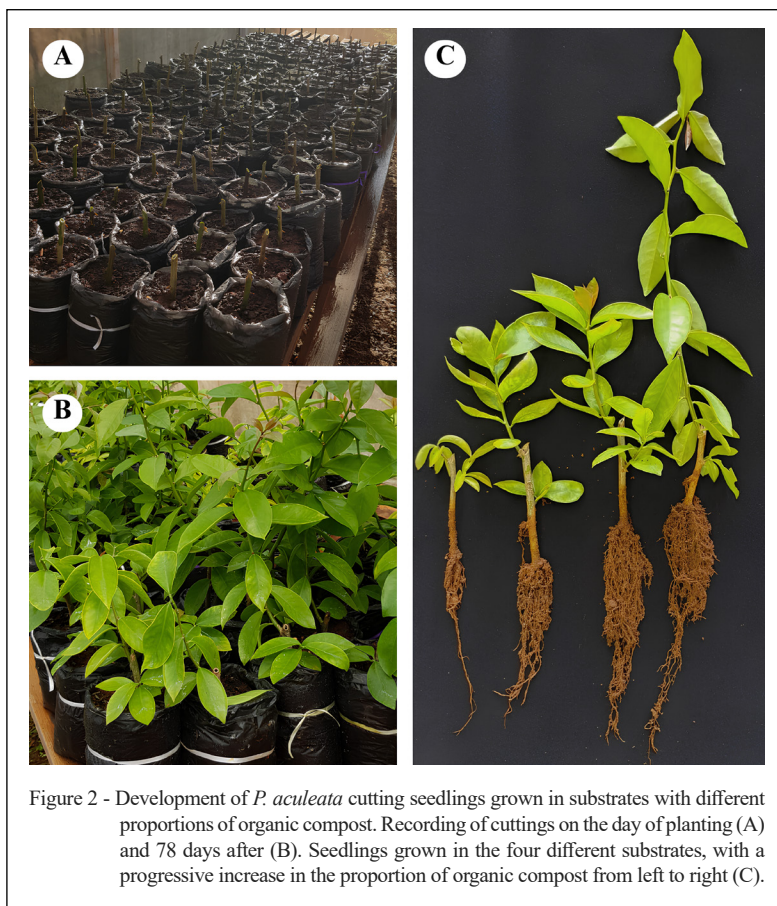 A
C
B
Figure 2 - Development of P. aculeata cutting seedlings grown in substrates with different
proportions of organic compost. Recording of cuttings on the day of planting (A)
and 78 days after (B). Seedlings grown in the four different substrates, with a
progressive increase in the proportion of organic compost from left to right (C).